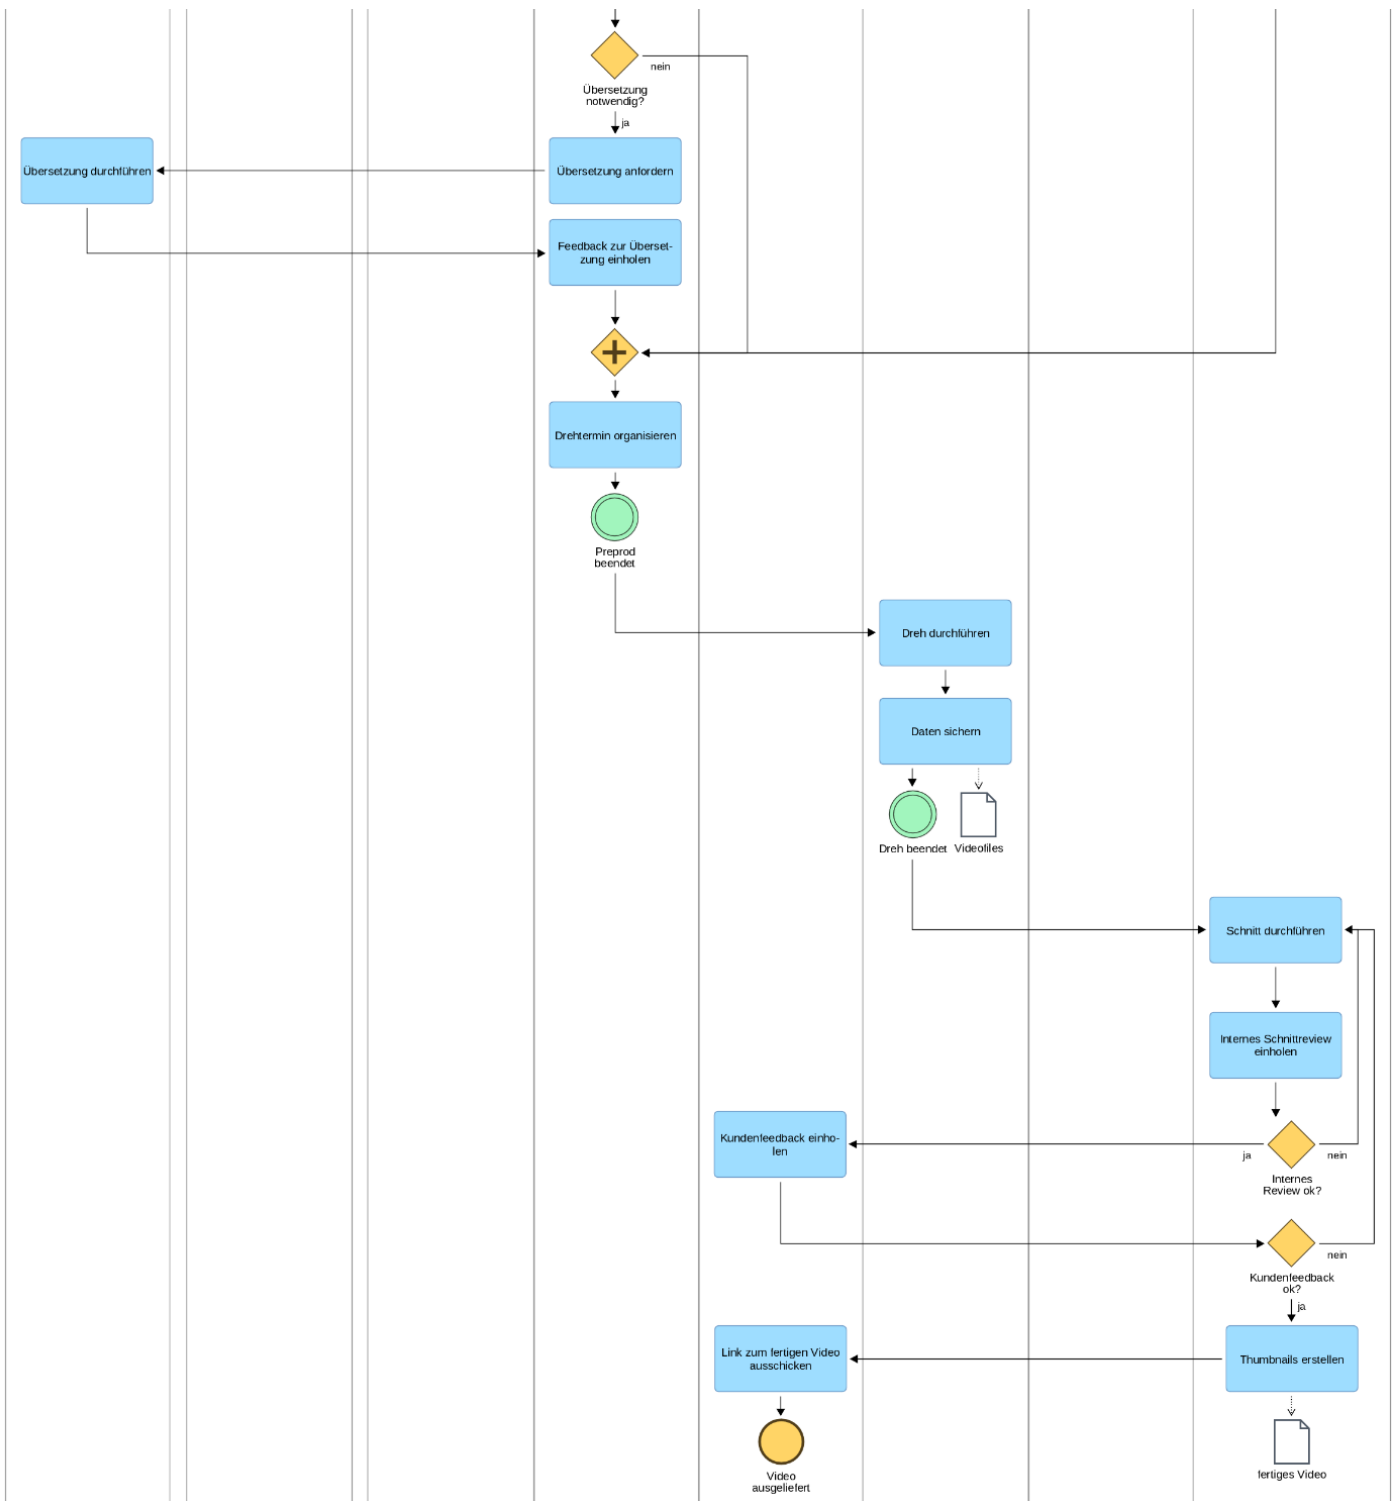 nein
Übersetzung
notwendig?
ja
Übersetzung durchführen
Übersetzung anfordern
Feedback zur Überset-
zung einholen
Drehtermin organisieren
Preprod
beendet
Dreh durchführen
Daten sichern
Dreh beendet
Videofiles
Schnitt durchführen
Internes Schnittreview
einholen
Kundenfeedback einho-
len
ja
nein
Internes
Review ok?
nein
Kundenfeedback
ok?
ja
Link zum fertigen Video
ausschicken
Thumbnails erstellen
Video
ausgeliefert
fertiges Video